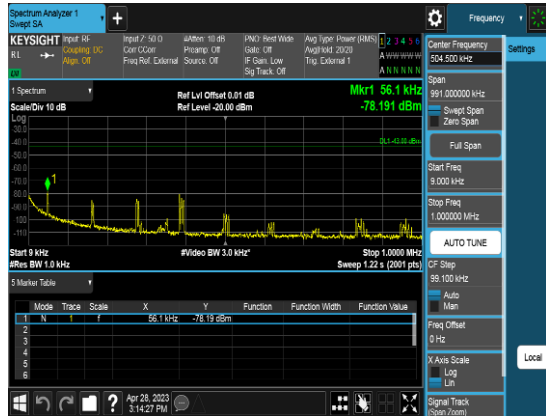 Spectrum Analyzer 1
Swept SA
+
Frequency
KEYSIGHT
Input: RF
Input Z: 50 Ω
#Atten: 10 dB
PNO: Best Wide
Avg Type: Power (RMS)
1 2 3 4 5 6
RL
Coupling: DC
Corr CCorr
Preamp: Off
Gate: Off
Avg|Hold: 20/20
A W W W W W
Align: Off
Freq Ref: External
Source: Off
IF Gain: Low
Trig: External 1
Sig Track: Off
A N N N N N
1 Spectrum
Ref Lvl Offset 0.01 dB
Mkr1 56.1 kHz
Scale/Div 10 dB
Ref Level -20.00 dBm
-78.191 dBm
Log
-30.0
-40.0
DL1 -43.00 dBm
-50.0
-60.0
-70.0
1
-80.0
-90.0
-100
-110
Start 9 kHz
#Video BW 3.0 kHz*
Stop 1.0000 MHz
#Res BW 1.0 kHz
Sweep 1.22 s (2001 pts)
5 Marker Table
Mode Trace Scale X Y Function Function Width Function Value
1 N 1 f 56.1 kHz -78.19 dBm
2
3
4
5
6
Apr 28, 2023
3:14:27 PM
?
Center Frequency
504.500 kHz
Settings
Span
991.000000 kHz
Swept Span
Zero Span
Full Span
Start Freq
9.000 kHz
Stop Freq
1.000000 MHz
AUTO TUNE
CF Step
99.100 kHz
Auto
Man
Freq Offset
0 Hz
X Axis Scale
Log
Lin
Local
Signal Track
(Span Zoom)